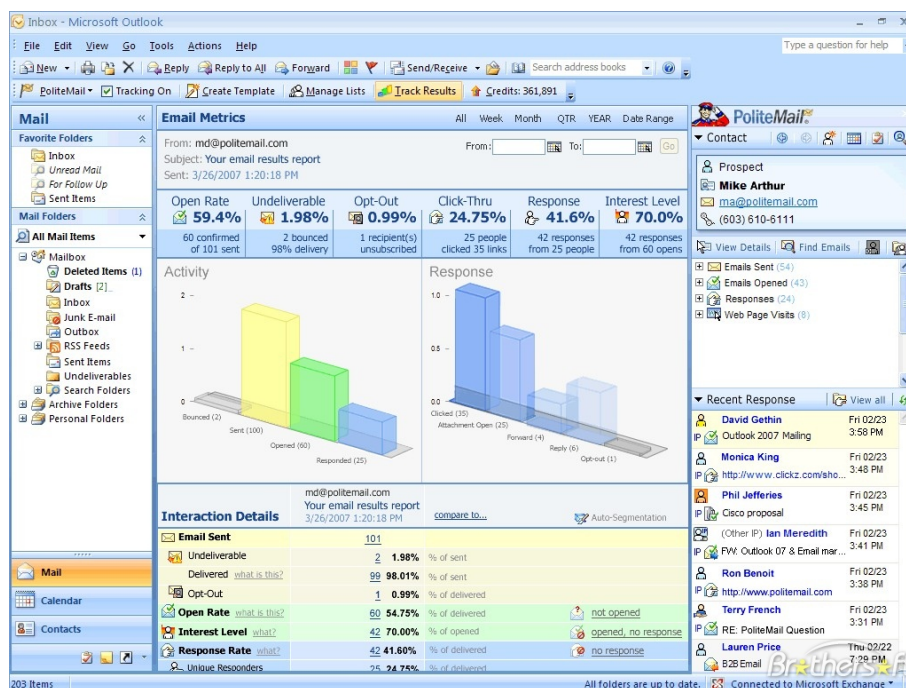 Inbox - Microsoft Outlook
File Edit View Go Tools Actions Help
Type a question for help
New Reply Reply to All Forward Send/Receive Search address books
PoliteMail Tracking On Create Template Manage Lists Track Results Credits: 361,891
Mail
Favorite Folders
Inbox
Unread Mail
For Follow Up
Sent Items
Mail Folders
All Mail Items
Mailbox
Deleted Items (1)
Drafts [2]
Inbox
Junk E-mail
Outbox
RSS Feeds
Sent Items
Undeliverables
Search Folders
Archive Folders
Personal Folders
Mail
Calendar
Contacts
Email Metrics All Week Month QTR YEAR Date Range
From: md@politemail.com
Subject: Your email results report
Sent: 3/26/2007 1:20:18 PM
From: To: Go
Open Rate Undeliverable Opt-Out Click-Thru Response Interest Level
59.4% 1.98% 0.99% 24.75% 41.6% 70.0%
60 confirmed 2 bounced 1 recipient(s) 25 people 42 responses 42 responses
of 101 sent 98% delivery unsubscribed clicked 35 links from 25 people from 60 opens
Activity
2
1
0
Bounced (2)
Sent (100)
Opened (60)
Responded (25)
Response
1.0
0.5
0.0
Clicked (35)
Attachment Open (25)
Forward (4)
Reply (6)
Opt-out (1)
md@politemail.com
Your email results report
Interaction Details 3/26/2007 1:20:18 PM compare to... Auto-Segmentation
Email Sent 101
Undeliverable 2 1.98% % of sent
Delivered what is this? 99 98.01% % of sent
Opt-Out 1 0.99% % of delivered
Open Rate what is this? 60 54.75% % of delivered not opened
Interest Level what? 42 70.00% % of opened opened, no response
Response Rate what? 42 41.60% % of delivered no response
Unique Responders 25 24.75% % of delivered
PoliteMail
Contact
Prospect
Mike Arthur
ma@politemail.com
(603) 610-6111
View Details Find Emails
Emails Sent (54)
Emails Opened (43)
Responses (24)
Web Page Visits (8)
Recent Response View all
David Gethin Fri 02/23
IP Outlook 2007 Mailing 3:58 PM
Monica King Fri 02/23
IP http://www.clickz.com/sho... 3:48 PM
Phil Jefferies Fri 02/23
IP Cisco proposal 3:45 PM
(Other IP) Ian Meredith Fri 02/23
IP FW: Outlook 07 & Email mar... 3:41 PM
Ron Benoit Fri 02/23
IP http://www.politemail.com 3:38 PM
Terry French Fri 02/23
IP RE: PoliteMail Question 3:31 PM
Lauren Price Thu 02/22
B2B Email 7:29 PM
203 Items All folders are up to date. Connected to Microsoft Exchange